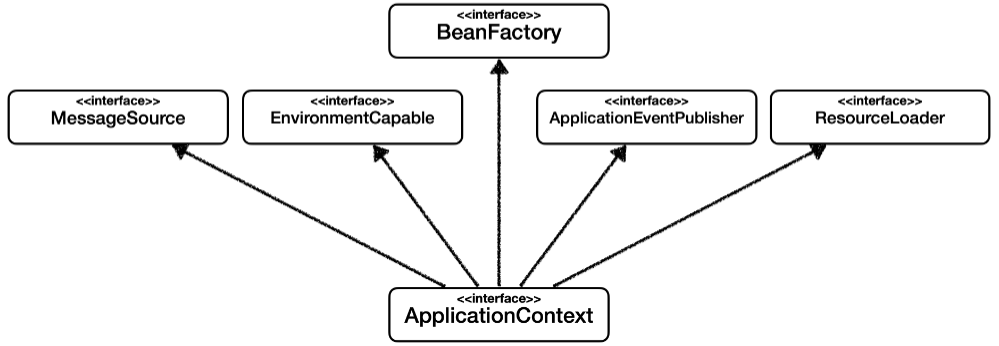 <<interface>>
BeanFactory
<<interface>>
MessageSource
<<interface>>
EnvironmentCapable
<<interface>>
ApplicationEventPublisher
<<interface>>
ResourceLoader
<<interface>>
ApplicationContext